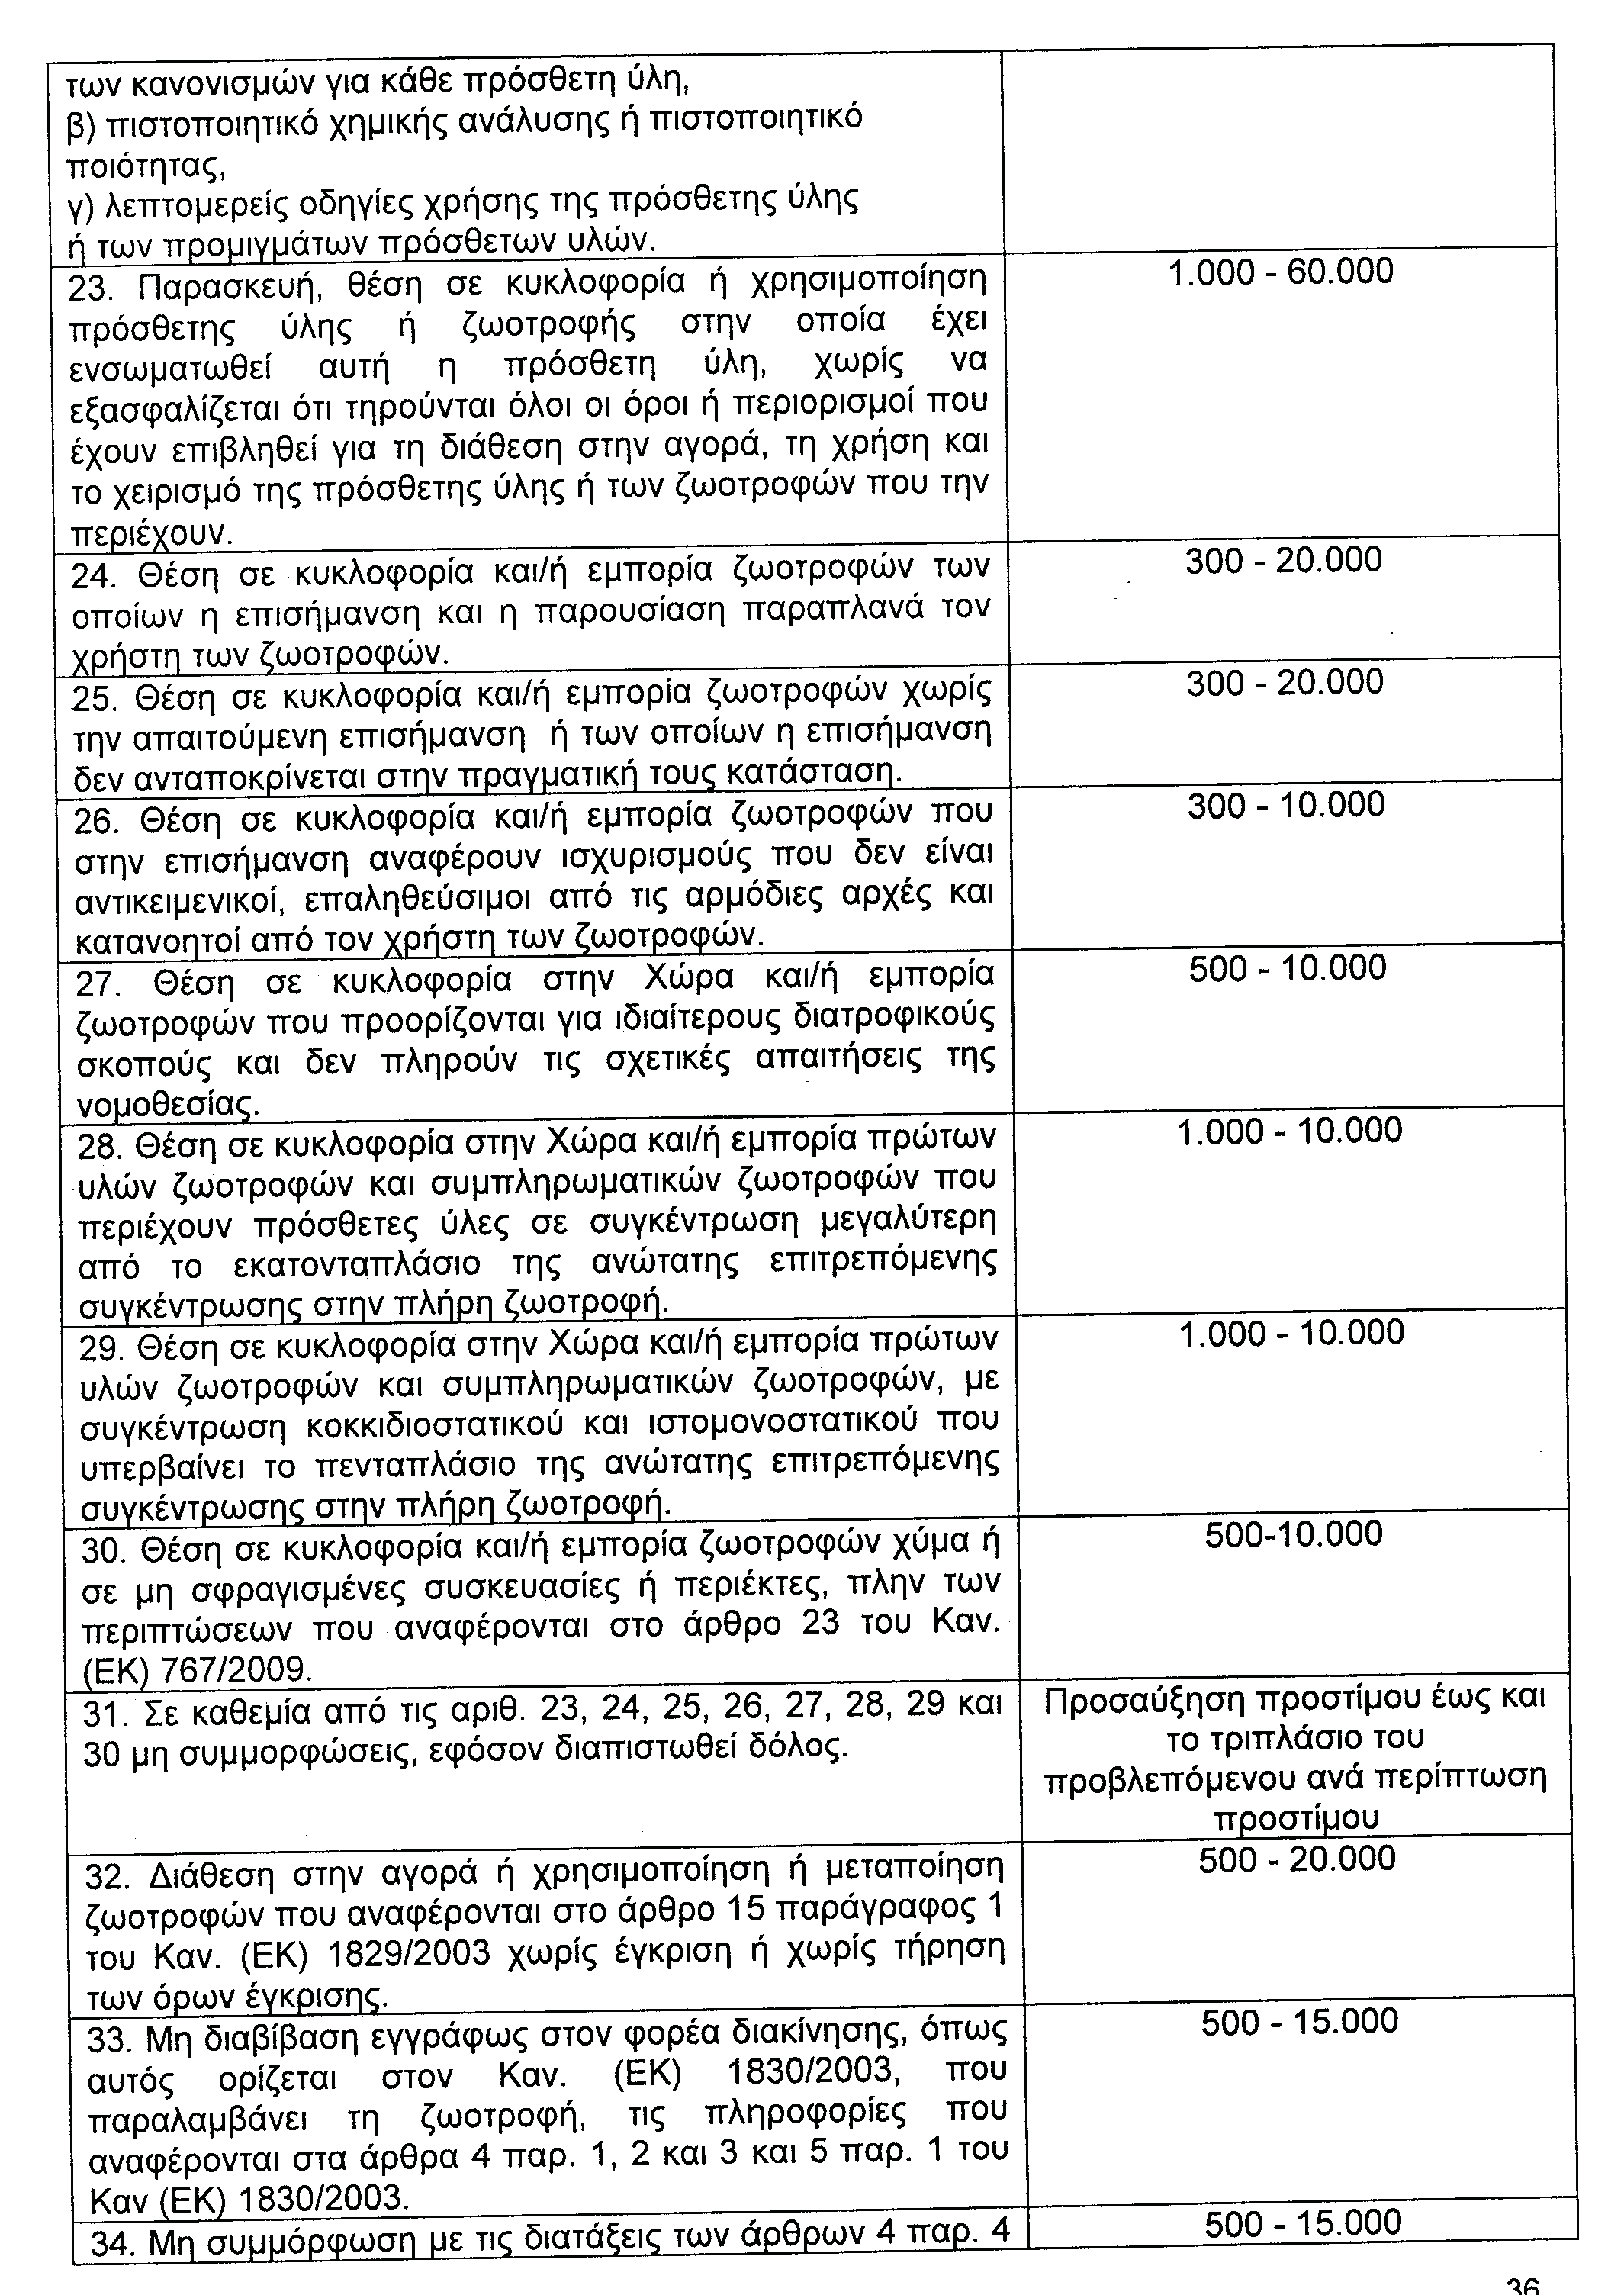 των κανονισμών για κάθε πρόσθετη ύλη,
β) πιστοποιητικό χημικής ανάλυσης ή πιστοποιητικό
ποιότητας,
γ) λεπτομερείς οδηγίες χρήσης της πρόσθετης ύλης
ή των προμιγμάτων πρόσθετων υλών.
23. Παρασκευή, θέση σε κυκλοφορία ή χρησιμοποίηση
πρόσθετης ύλης ή ζωοτροφής στην οποία έχει
ενσωματωθεί αυτή η πρόσθετη ύλη, χωρίς να
εξασφαλίζεται ότι τηρούνται όλοι οι όροι ή περιορισμοί που
έχουν επιβληθεί για τη διάθεση στην αγορά, τη χρήση και
το χειρισμό της πρόσθετης ύλης ή των ζωοτροφών που την
περιέχουν.
1.000 - 60.000
24. Θέση σε κυκλοφορία και/ή εμπορία ζωοτροφών των
οποίων η επισήμανση και η παρουσίαση παραπλανά τον
χρήστη των ζωοτροφών.
300 - 20.000
25. Θέση σε κυκλοφορία και/ή εμπορία ζωοτροφών χωρίς
την απαιτούμενη επισήμανση ή των οποίων η επισήμανση
δεν ανταποκρίνεται στην πραγματική τους κατάσταση.
300 - 20.000
26. Θέση σε κυκλοφορία και/ή εμπορία ζωοτροφών που
στην επισήμανση αναφέρουν ισχυρισμούς που δεν είναι
αντικειμενικοί, επαληθεύσιμοι από τις αρμόδιες αρχές και
κατανοητοί από τον χρήστη των ζωοτροφών.
300 - 10.000
27. Θέση σε κυκλοφορία στην Χώρα και/ή εμπορία
ζωοτροφών που προορίζονται για ιδιαίτερους διατροφικούς
σκοπούς και δεν πληρούν τις σχετικές απαιτήσεις της
νομοθεσίας.
500 - 10.000
28. Θέση σε κυκλοφορία στην Χώρα και/ή εμπορία πρώτων
υλών ζωοτροφών και συμπληρωματικών ζωοτροφών που
περιέχουν πρόσθετες ύλες σε συγκέντρωση μεγαλύτερη
από το εκατονταπλάσιο της ανώτατης επιτρεπόμενης
συγκέντρωσης στην πλήρη ζωοτροφή.
1.000 - 10.000
29. Θέση σε κυκλοφορία στην Χώρα και/ή εμπορία πρώτων
υλών ζωοτροφών και συμπληρωματικών ζωοτροφών, με
συγκέντρωση κοκκιδιοστατικού και ιστομονοστατικού που
υπερβαίνει το πενταπλάσιο της ανώτατης επιτρεπόμενης
συγκέντρωσης στην πλήρη ζωοτροφή.
1.000 - 10.000
30. Θέση σε κυκλοφορία και/ή εμπορία ζωοτροφών χύμα ή
σε μη σφραγισμένες συσκευασίες ή περιέκτες, πλην των
περιπτώσεων που αναφέρονται στο άρθρο 23 του Καν.
(ΕΚ) 767/2009.
500-10.000
31. Σε καθεμία από τις αριθ. 23, 24, 25, 26, 27, 28, 29 και
30 μη συμμορφώσεις, εφόσον διαπιστωθεί δόλος.
Προσαύξηση προστίμου έως και
το τριπλάσιο του
προβλεπόμενου ανά περίπτωση
προστίμου
32. Διάθεση στην αγορά ή χρησιμοποίηση ή μεταποίηση
ζωοτροφών που αναφέρονται στο άρθρο 15 παράγραφος 1
του Καν. (ΕΚ) 1829/2003 χωρίς έγκριση ή χωρίς τήρηση
των όρων έγκρισης.
500 - 20.000
33. Μη διαβίβαση εγγράφως στον φορέα διακίνησης, όπως
αυτός ορίζεται στον Καν. (ΕΚ) 1830/2003, που
παραλαμβάνει τη ζωοτροφή, τις πληροφορίες που
αναφέρονται στα άρθρα 4 παρ. 1, 2 και 3 και 5 παρ. 1 του
Καν (ΕΚ) 1830/2003.
500 - 15.000
34. Μη συμμόρφωση με τις διατάξεις των άρθρων 4 παρ. 4
500 - 15.000
36